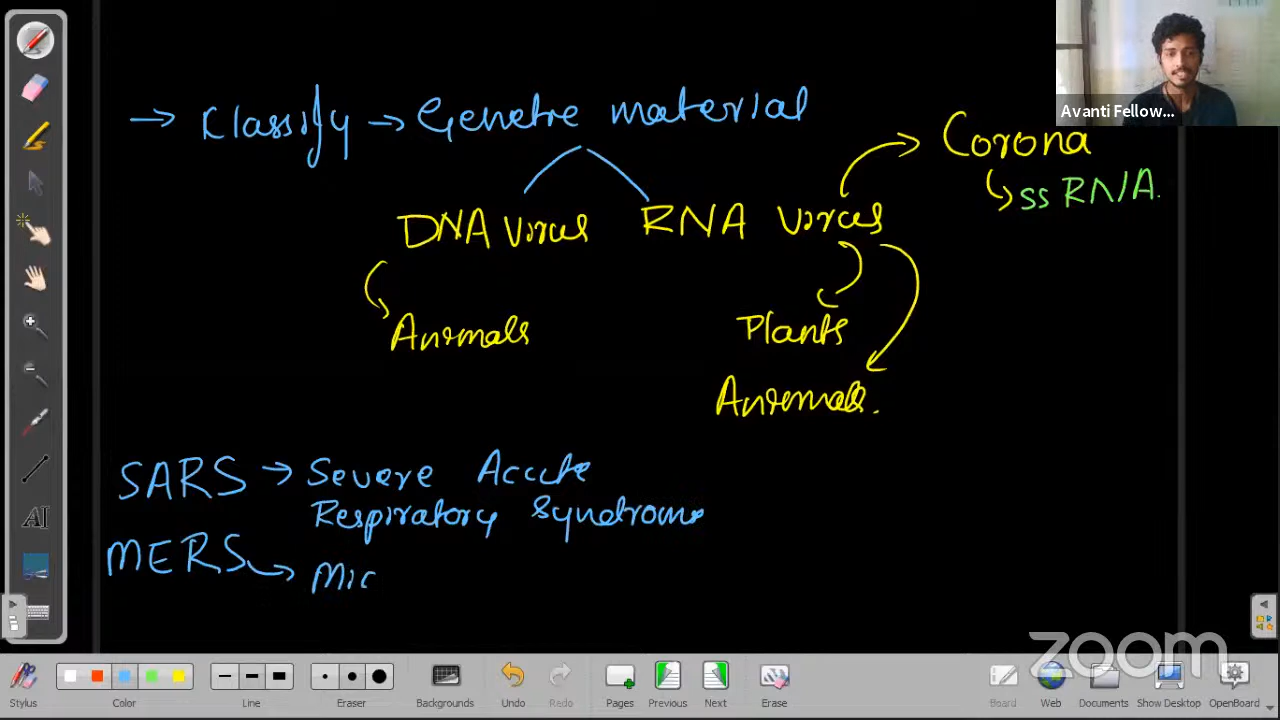 Avanti Fellow...
→ Classify → Genetic material
Corona
ss RNA.
DNA Virus RNA virus
Animals
Plants
Animals.
SARS → Severe Accute
Respiratory Syndrome
MERS → Mic
zoom
Stylus Color Line Eraser Backgrounds Undo Redo Pages Previous Next Erase Board Web Documents Show Desktop OpenBoard